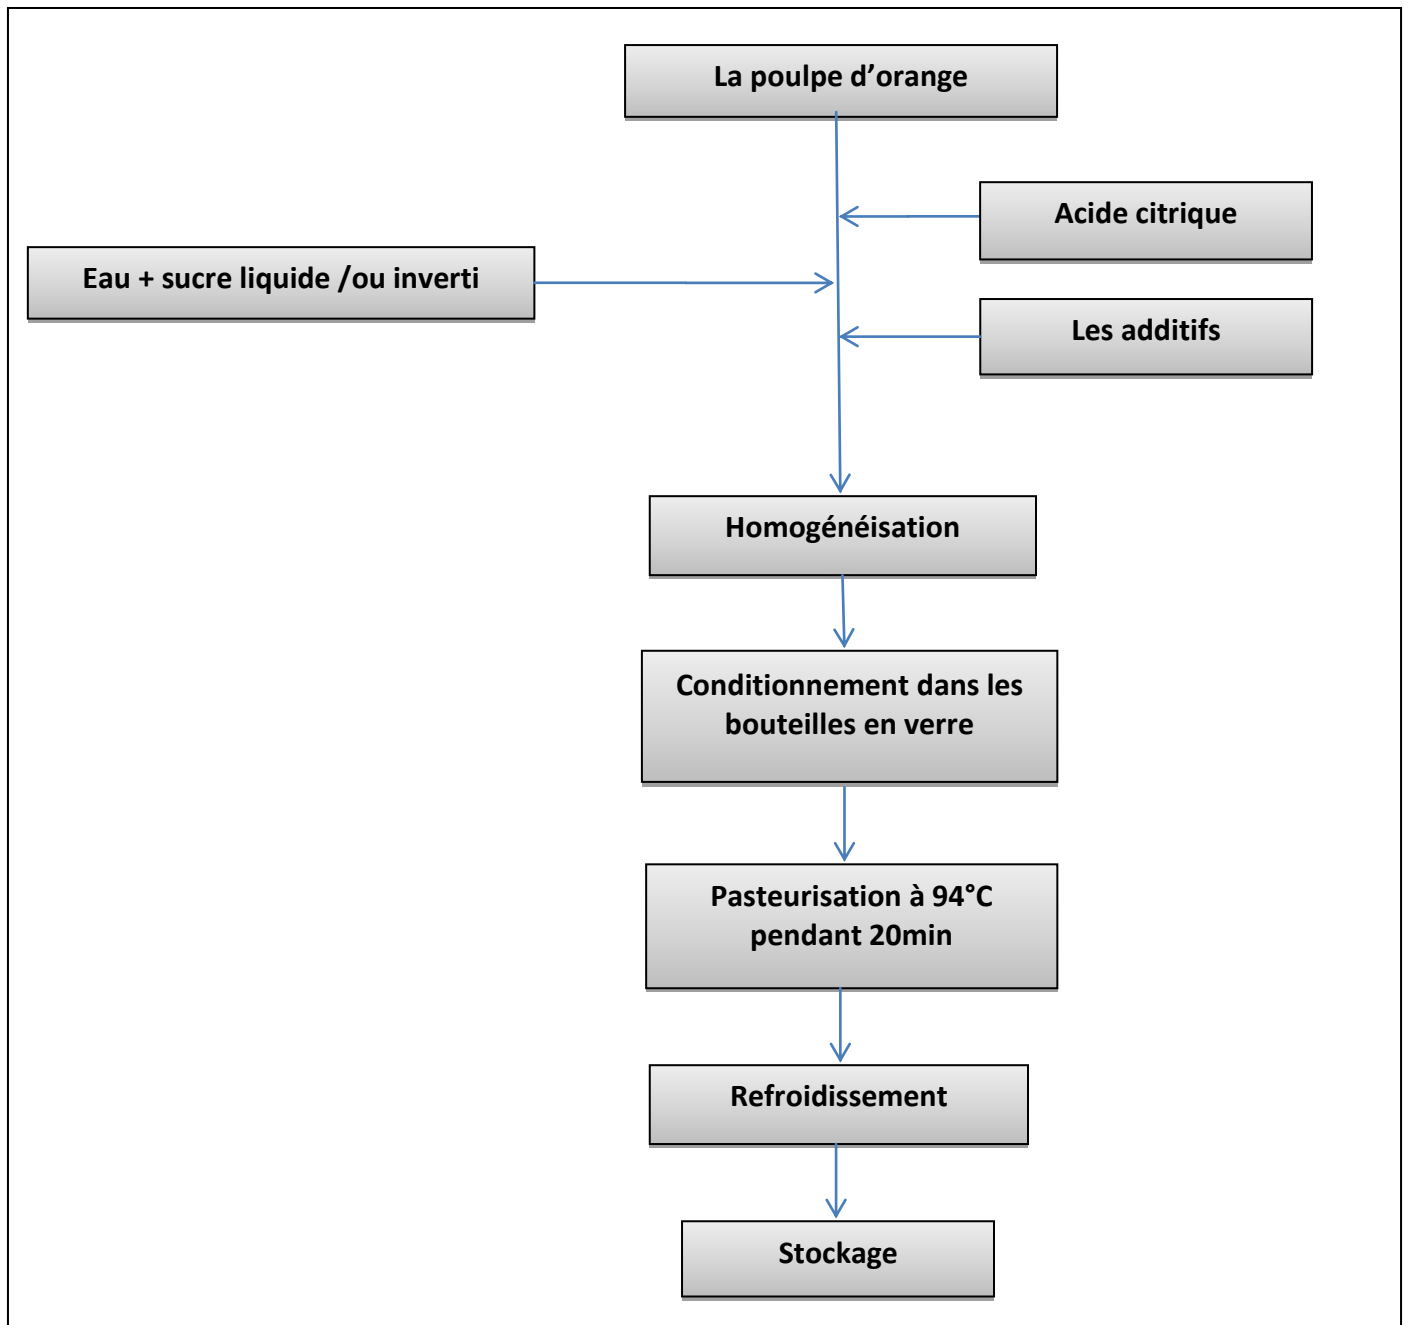 La poulpe d’orange
Acide citrique
Eau + sucre liquide /ou inverti
Les additifs
Homogénéisation
Conditionnement dans les
bouteilles en verre
Pasteurisation à 94°C
pendant 20min
Refroidissement
Stockage